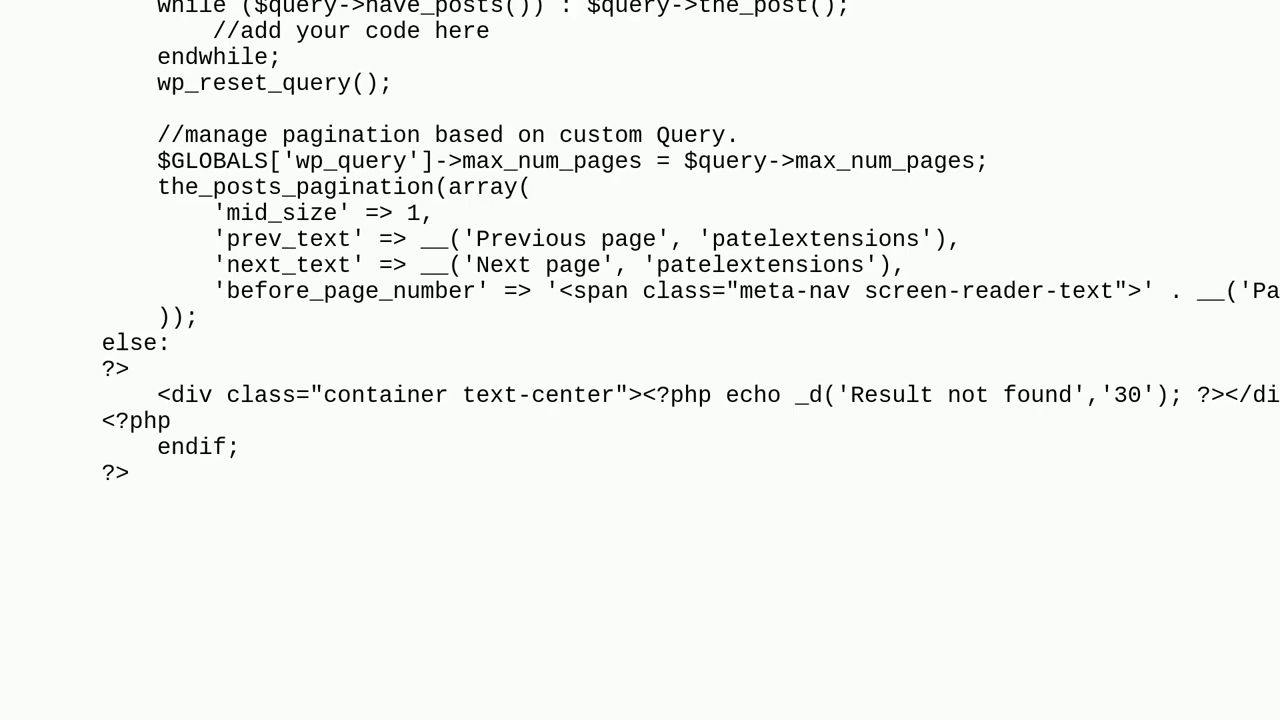 while ($query->have_posts()) : $query->the_post();
//add your code here
endwhile;
wp_reset_query();
//manage pagination based on custom Query.
$GLOBALS['wp_query']->max_num_pages = $query->max_num_pages;
the_posts_pagination(array(
'mid_size' => 1,
'prev_text' => __('Previous page', 'patelextensions'),
'next_text' => __('Next page', 'patelextensions'),
'before_page_number' => '<span class="meta-nav screen-reader-text">' . __('Pa
));
else:
?>
<div class="container text-center"><?php echo _d('Result not found','30'); ?></di
<?php
endif;
?>